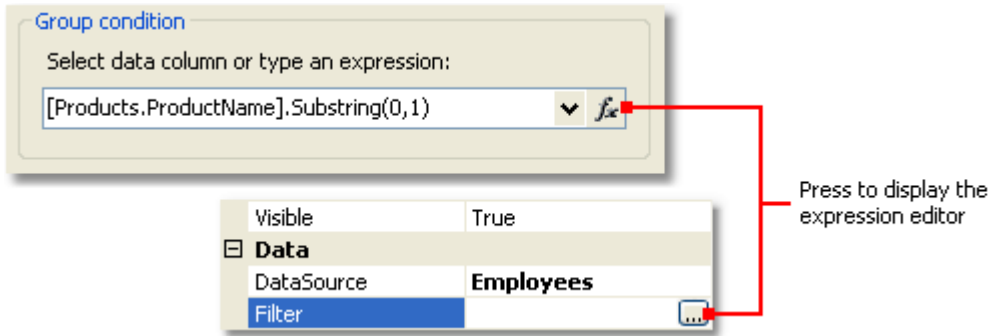 Group condition
Select data column or type an expression:
[Products.ProductName].Substring(0,1)
fx
Press to display the
expression editor
Visible True
Data
DataSource Employees
Filter ...